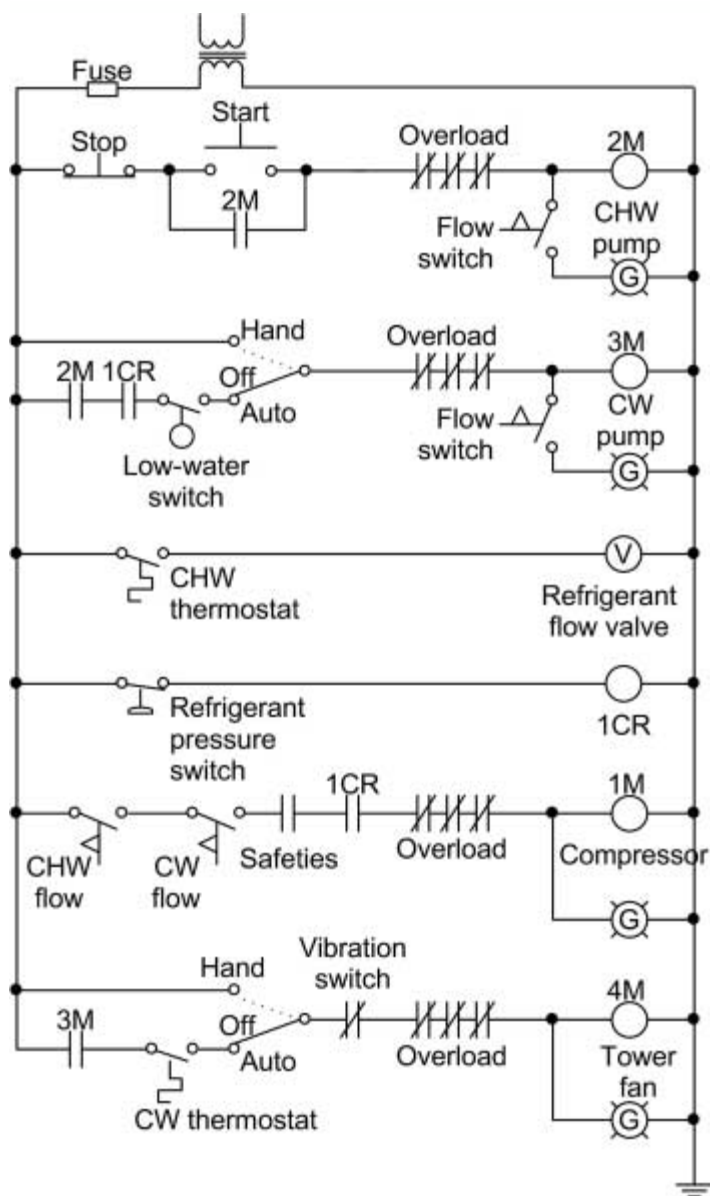 Fuse
Start
Stop
Overload
2M
2M
Flow
switch
CHW
pump
G
Hand
Overload
3M
2M 1CR
Off
Auto
Flow
switch
CW
pump
Low-water
switch
G
CHW
thermostat
V
Refrigerant
flow valve
Refrigerant
pressure
switch
1CR
1CR
1M
CHW
flow
CW
flow
Safeties
Overload
Compressor
G
Vibration
switch
Hand
4M
3M
Off
Auto
Overload
Tower
fan
CW thermostat
G